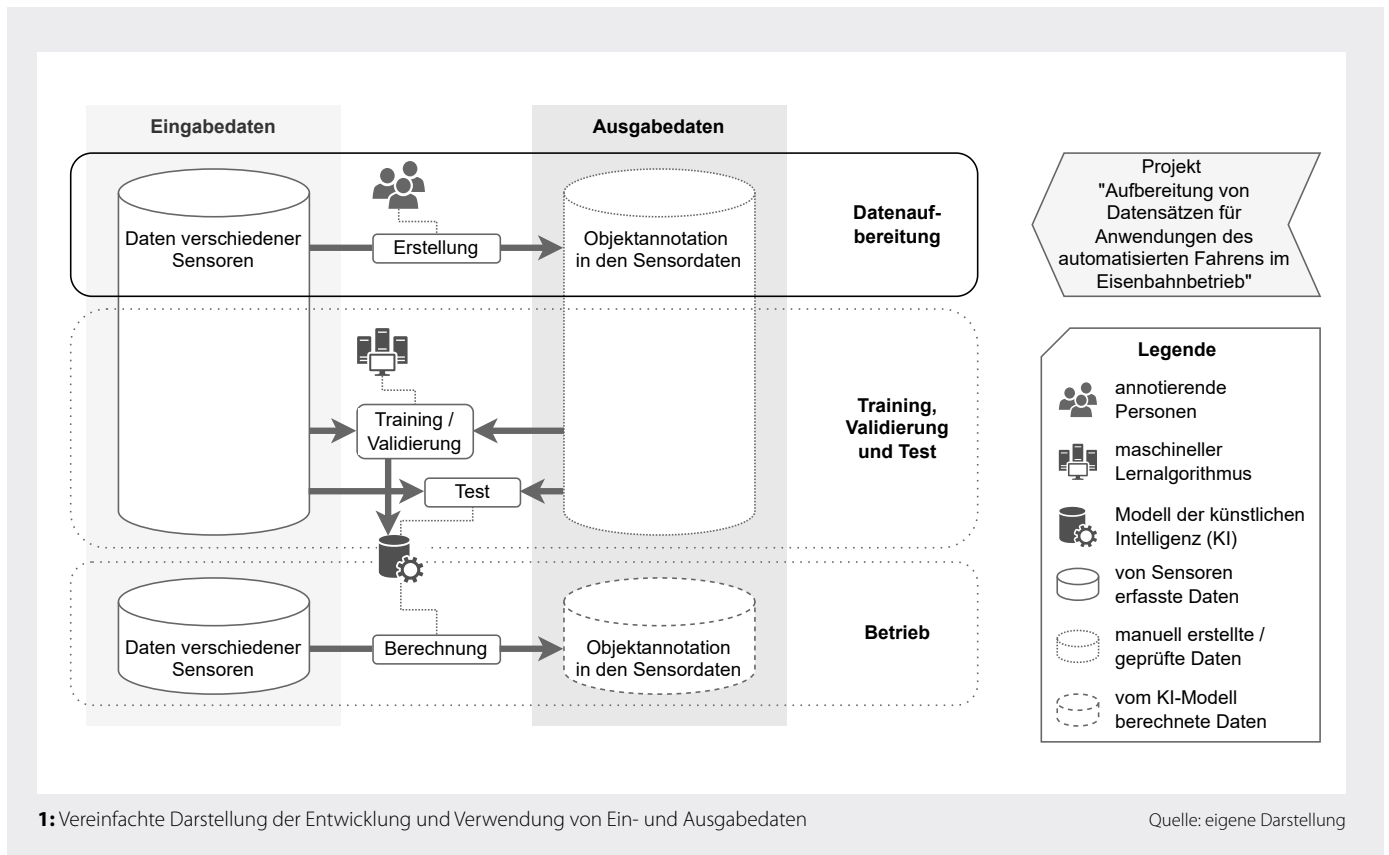 Eingabedaten
Ausgabedaten
Daten verschiedener
Sensoren
Erstellung
Objektannotation
in den Sensordaten
Datenauf-
bereitung
Training /
Validierung
Test
Training,
Validierung
und Test
Daten verschiedener
Sensoren
Berechnung
Objektannotation
in den Sensordaten
Betrieb
Projekt
"Aufbereitung von
Datensätzen für
Anwendungen des
automatisierten Fahrens im
Eisenbahnbetrieb"
Legende
annotierende
Personen
maschineller
Lernalgorithmus
Modell der künstlichen
Intelligenz (KI)
von Sensoren
erfasste Daten
manuell erstellte /
geprüfte Daten
vom KI-Modell
berechnete Daten
1: Vereinfachte Darstellung der Entwicklung und Verwendung von Ein- und Ausgabedaten
Quelle: eigene Darstellung